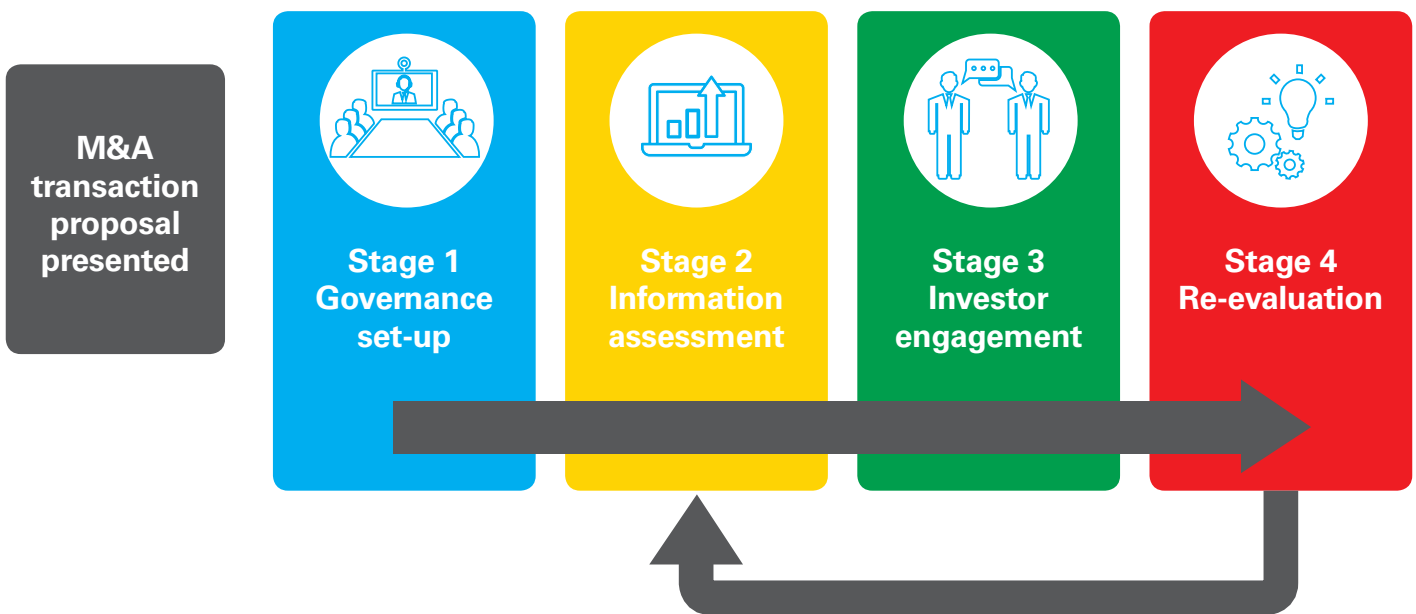 M&A
transaction
proposal
presented
Stage 1
Governance
set-up
Stage 2
Information
assessment
Stage 3
Investor
engagement
Stage 4
Re-evaluation